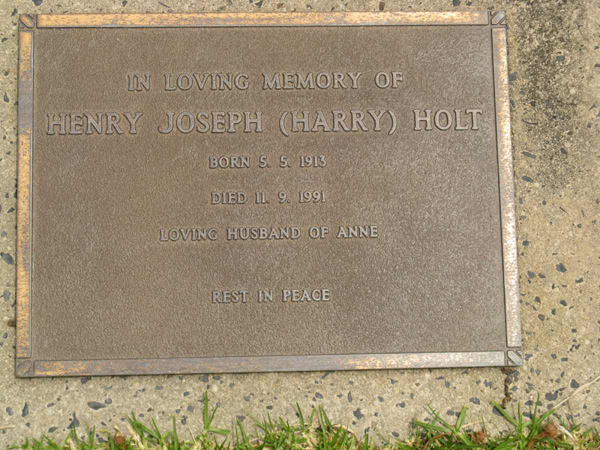 IN LOVING MEMORY OF
HENRY JOSEPH (HARRY) HOLT
BORN 5. 5. 1913
DIED 11. 9. 1991
LOVING HUSBAND OF ANNE
REST IN PEACE